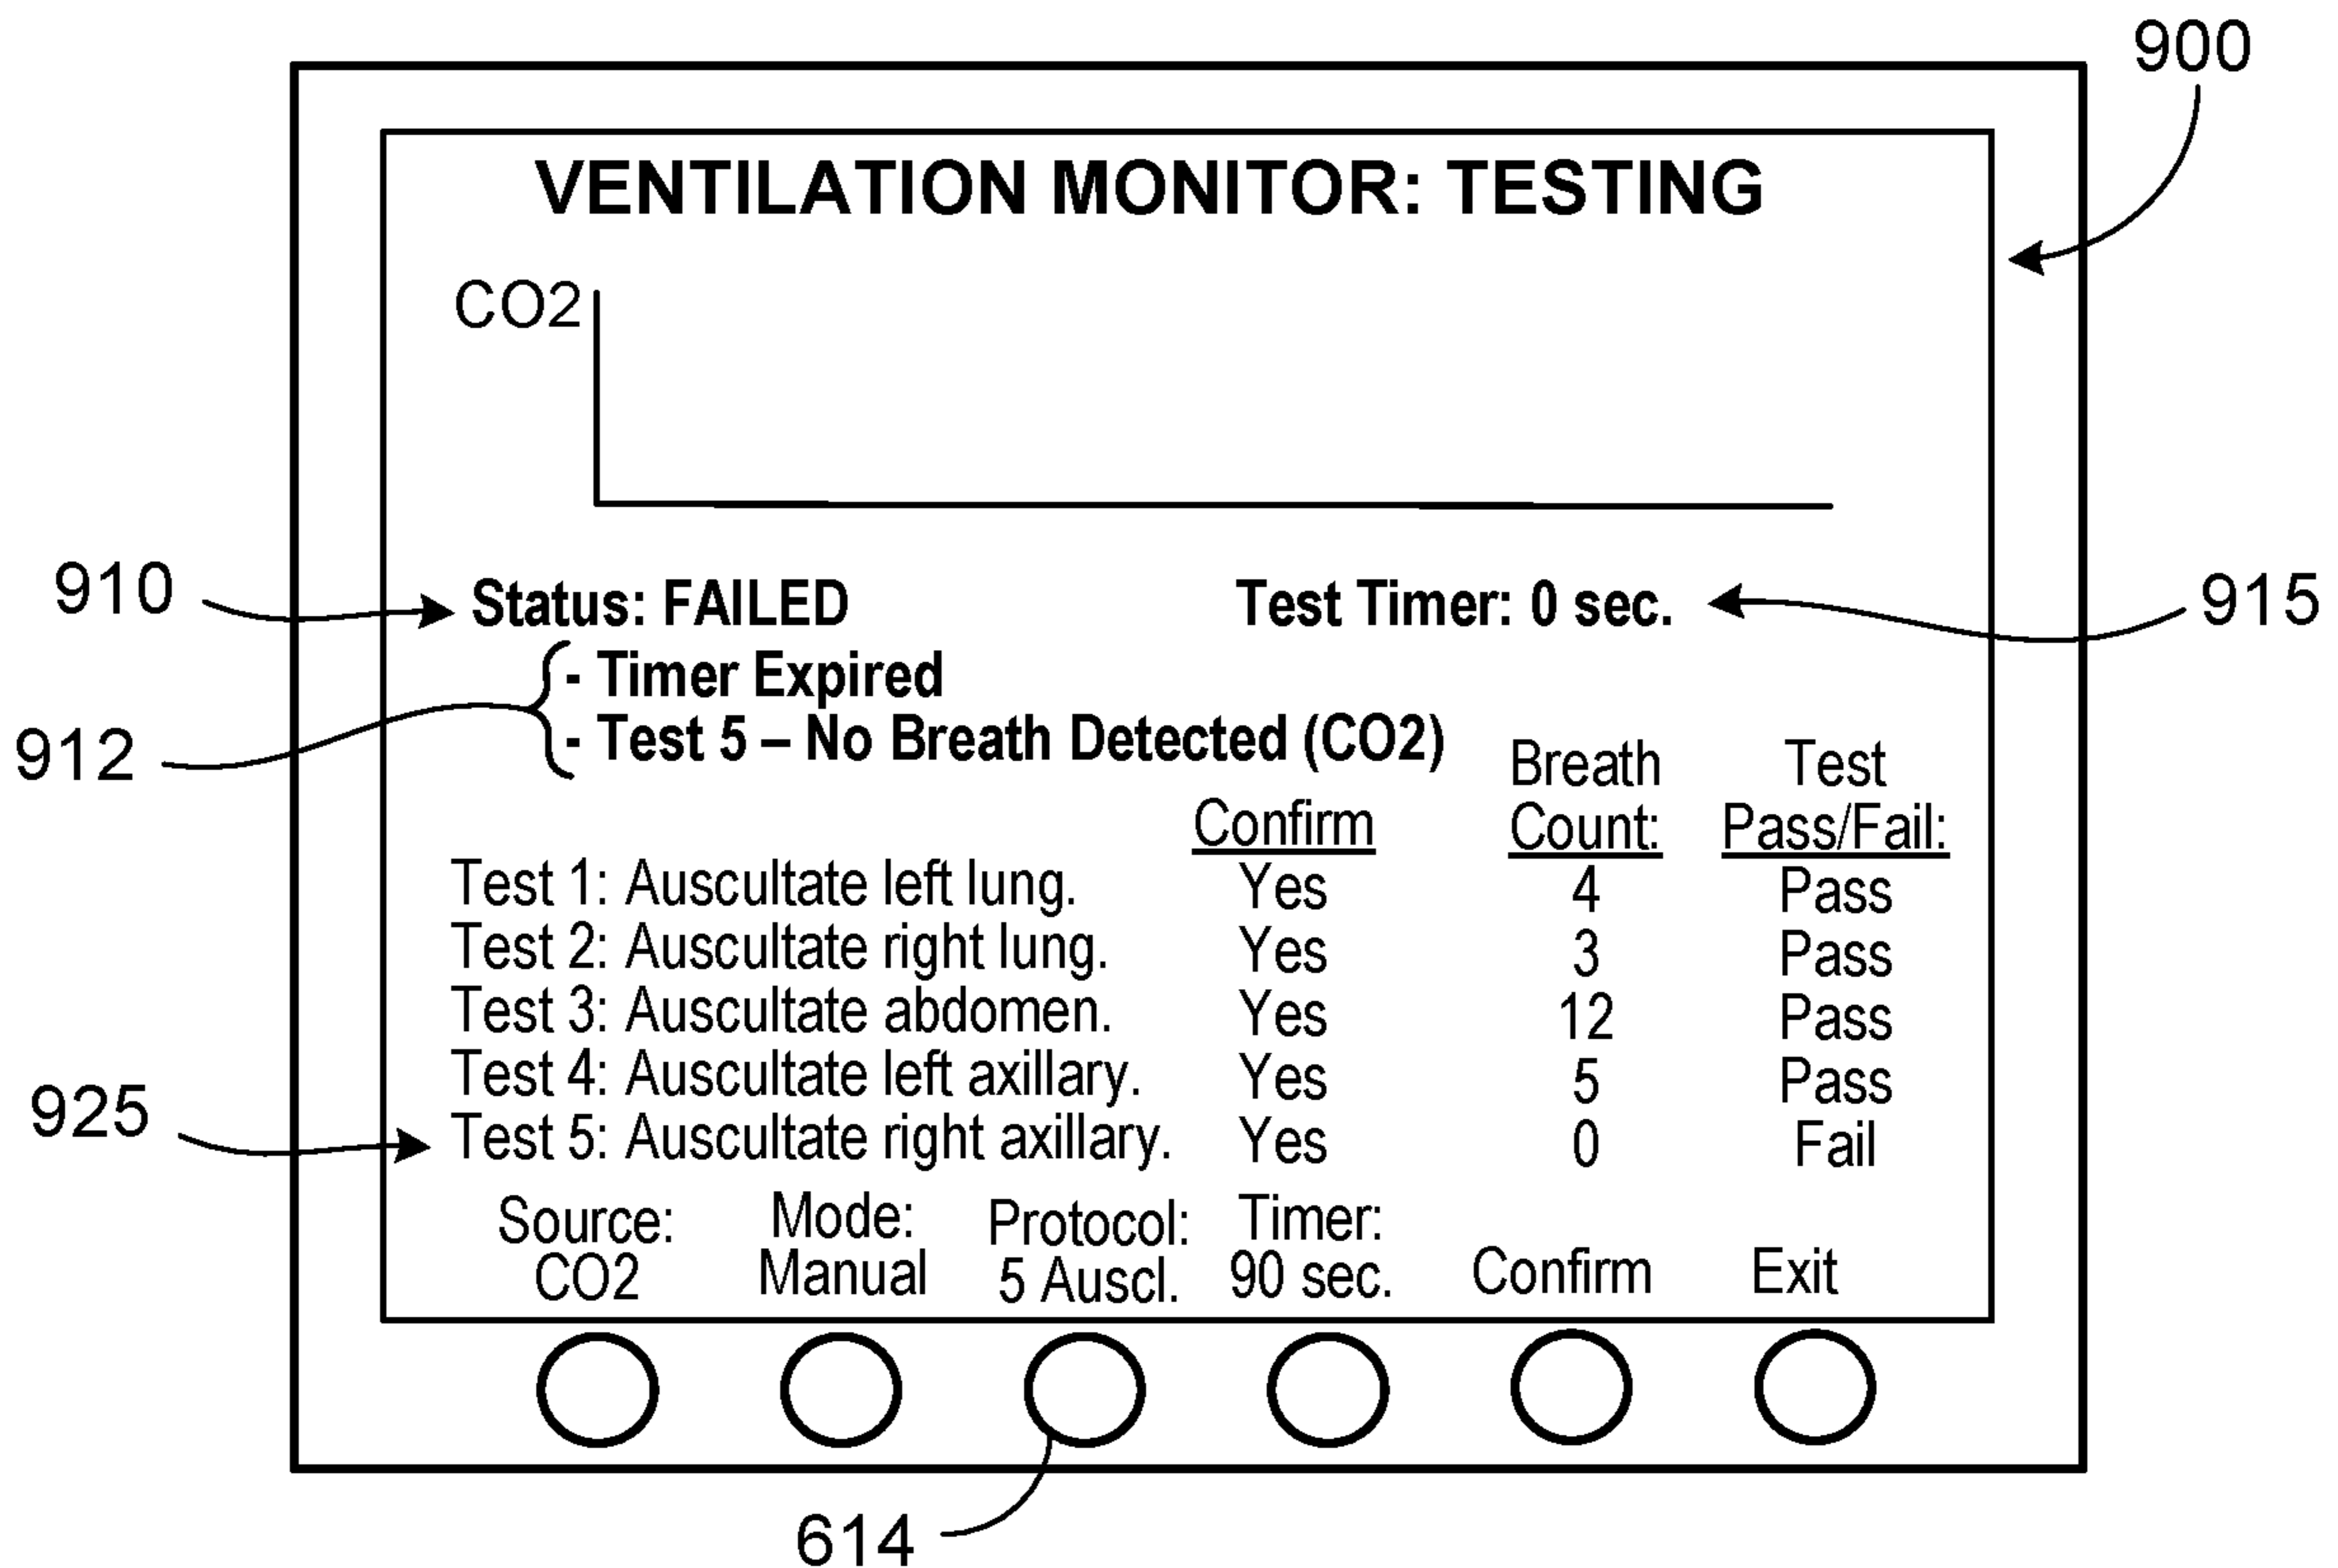 900
VENTILATION MONITOR: TESTING
CO2
910
Status: FAILED
Test Timer: 0 sec.
915
912
- Timer Expired
- Test 5 – No Breath Detected (CO2)
Confirm
Breath Count:
Test Pass/Fail:
Test 1: Auscultate left lung. Yes 4 Pass
Test 2: Auscultate right lung. Yes 3 Pass
Test 3: Auscultate abdomen. Yes 12 Pass
Test 4: Auscultate left axillary. Yes 5 Pass
925
Test 5: Auscultate right axillary. Yes 0 Fail
Source: CO2
Mode: Manual
Protocol: 5 Auscl.
Timer: 90 sec.
Confirm
Exit
614